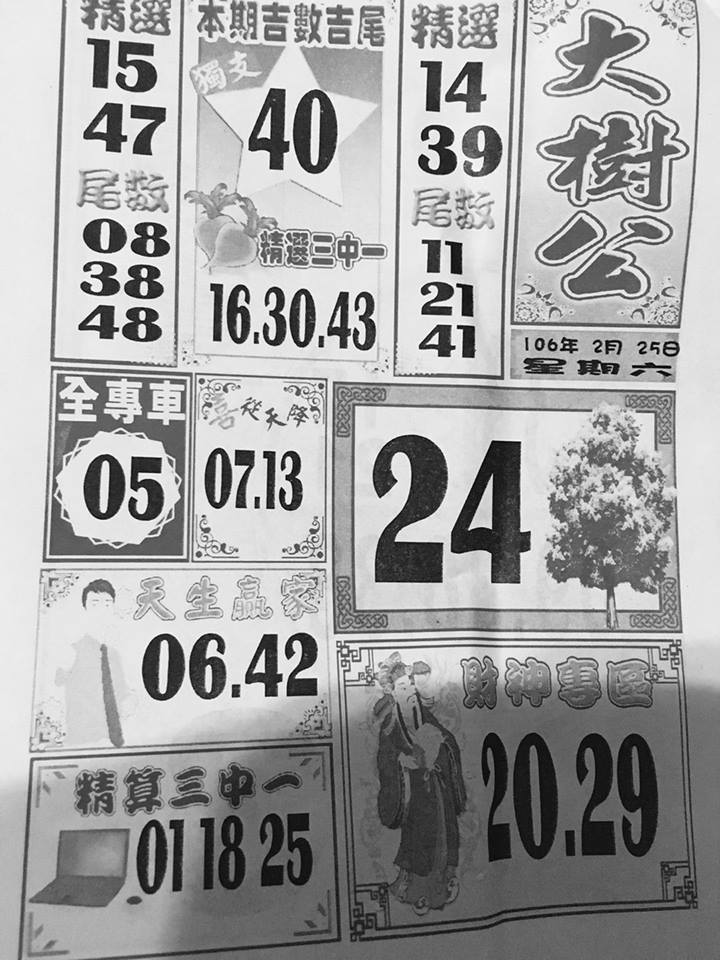 精選
15
47
尾数
08
38
48
本期吉數吉尾
獨支
40
精選三中一
16.30.43
精選
14
39
尾数
11
21
41
大樹公
106年 2月 25日
星期六
全專車
05
喜從天降
07.13
24
天生贏家
06.42
財神專區
20.29
精算三中一
01 18 25